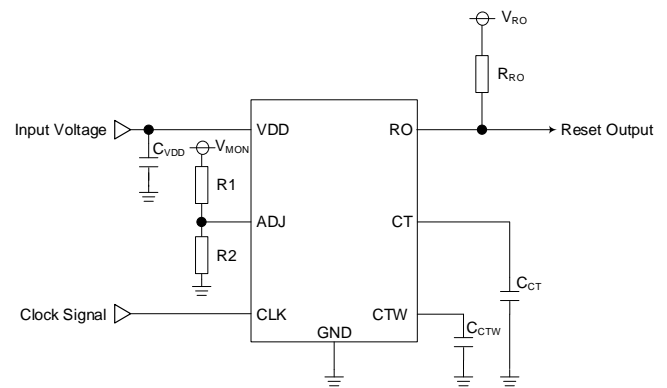 V_RO
R_RO
Input Voltage
VDD
RO
Reset Output
C_VDD
V_MON
R1
ADJ
CT
R2
C_CT
Clock Signal
CLK
CTW
C_CTW
GND